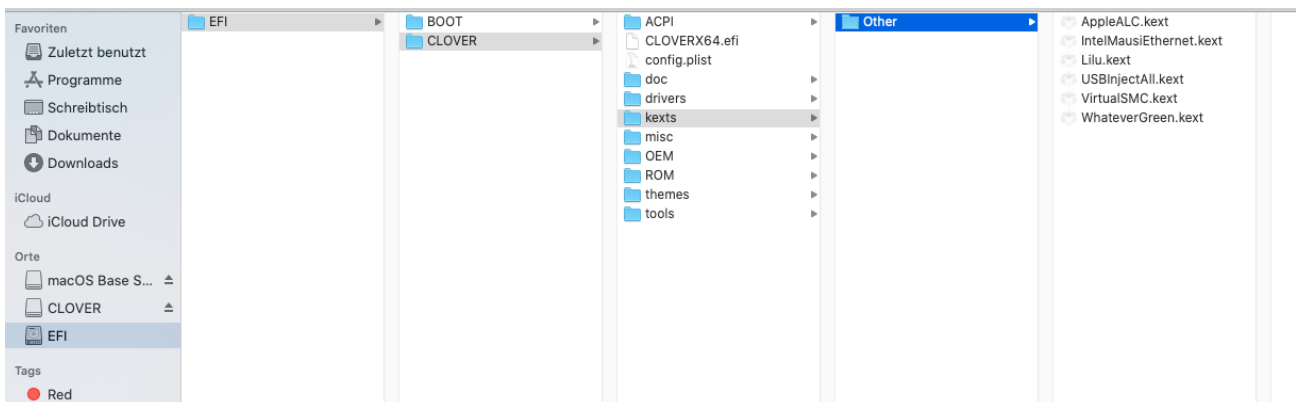 Favoriten
Zuletzt benutzt
Programme
Schreibtisch
Dokumente
Downloads
iCloud
iCloud Drive
Orte
macOS Base S...
CLOVER
EFI
Tags
Red
EFI
BOOT
CLOVER
ACPI
CLOVERX64.efi
config.plist
doc
drivers
kexts
misc
OEM
ROM
themes
tools
Other
AppleALC.kext
IntelMausiEthernet.kext
Lilu.kext
USBInjectAll.kext
VirtualSMC.kext
WhateverGreen.kext